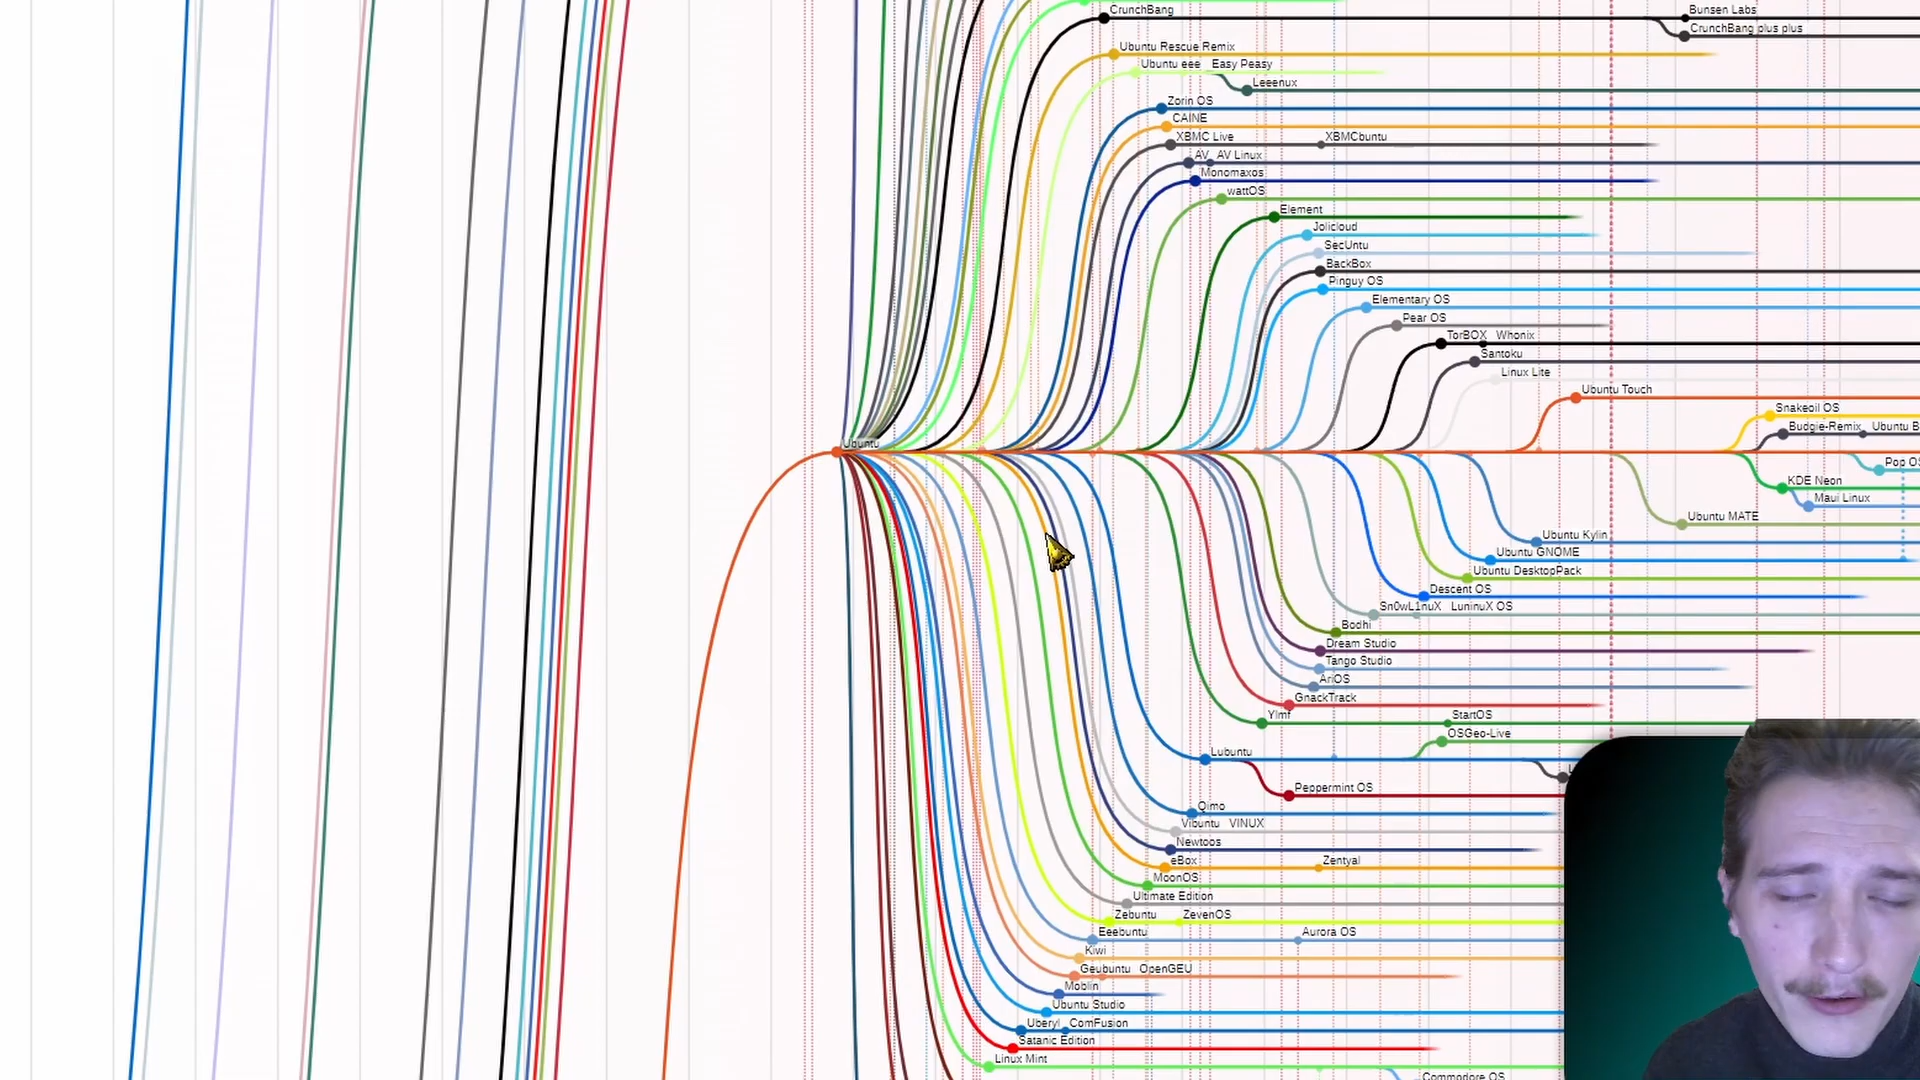 CrunchBang
Bunsen Labs
CrunchBang plus plus
Ubuntu Rescue Remix
Ubuntu eee Easy Peasy
Leeenux
Zorin OS
CAINE
XBMC Live XBMCbuntu
AV AV Linux
Monomaxos
wattOS
Element
Jolicloud
SecUntu
BackBox
Pinguy OS
Elementary OS
Pear OS
TorBOX Whonix
Santoku
Linux Lite
Ubuntu Touch
Snakeoil OS
Budgie-Remix Ubuntu B
Ubuntu
Pop OS
KDE Neon
Maui Linux
Ubuntu MATE
Ubuntu Kylin
Ubuntu GNOME
Ubuntu DesktopPack
Descent OS
Sn0wL1nuX LuninuX OS
Bodhi
Dream Studio
Tango Studio
AriOS
GnackTrack
Ylmf StartOS
OSGeo-Live
Lubuntu
Peppermint OS
Qimo
Vibuntu VINUX
Newtoos
eBox Zentyal
MoonOS
Ultimate Edition
Zebuntu ZevenOS
Eeebuntu Aurora OS
Kiwi
Geubuntu OpenGEU
Moblin
Ubuntu Studio
Uberyl ComFusion
Satanic Edition
Linux Mint
Commodore OS